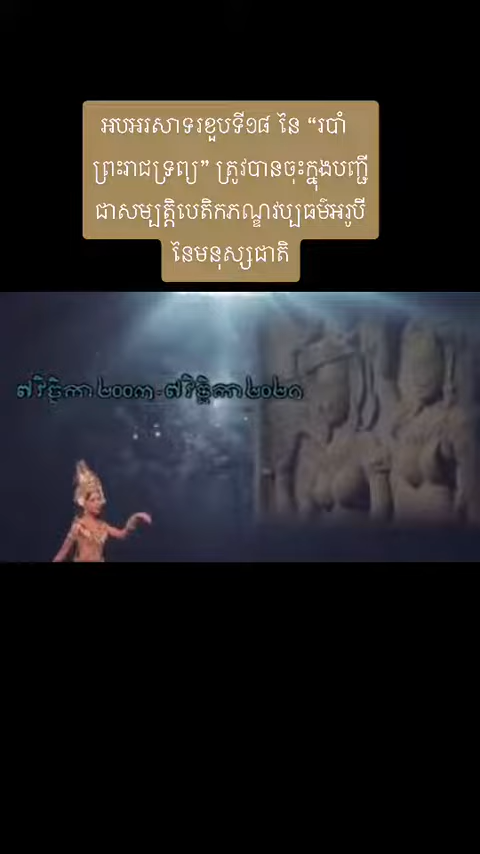 អបអរសាទរខួបទី១៨ នៃ “របាំ
ព្រះរាជទ្រព្យ” ត្រូវបានចុះក្នុងបញ្ជី
ជាសម្បត្តិបេតិកភណ្ឌវប្បធម៌អរូបី
នៃមនុស្សជាតិ
៧ វិច្ឆិកា ២០០៣ - ៧ វិច្ឆិកា ២០២១